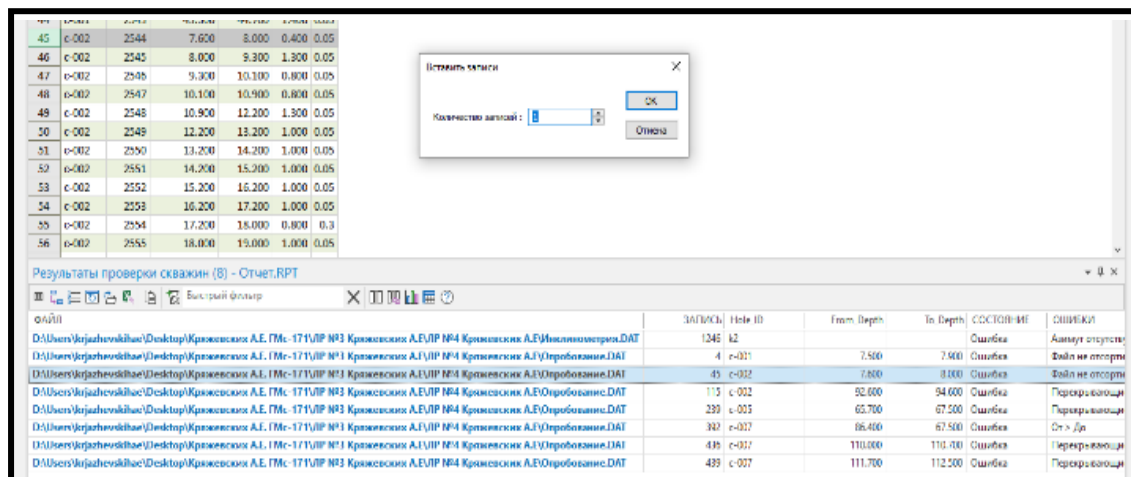 45 c-002 2544 7.600 8.000 0.400 0.05
46 c-002 2545 8.000 9.300 1.300 0.05
47 c-002 2546 9.300 10.100 0.800 0.05
48 c-002 2547 10.100 10.900 0.800 0.05
49 c-002 2548 10.900 12.200 1.300 0.05
50 c-002 2549 12.200 13.200 1.000 0.05
51 c-002 2550 13.200 14.200 1.000 0.05
52 c-002 2551 14.200 15.200 1.000 0.05
53 c-002 2552 15.200 16.200 1.000 0.05
54 c-002 2553 16.200 17.200 1.000 0.05
55 c-002 2554 17.200 18.000 0.800 0.3
56 c-002 2555 18.000 19.000 1.000 0.05
Вставить записи
Количество записей : 1
OK
Отмена
Результаты проверки скважин (8) - Отчет.RPT
Быстрый фильтр
ФАЙЛ ЗАПИСЬ Hole ID From Depth To Depth СОСТОЯНИЕ ОШИБКИ
D:\Users\krjazhevskihae\Desktop\Кряжевских А.Е. ГМс-171\ЛР №3 Кряжевских А.Е\ЛР №4 Кряжевских А.Е\Инклинометрия.DAT 1246 k2 Ошибка Азимут отсутству
D:\Users\krjazhevskihae\Desktop\Кряжевских А.Е. ГМс-171\ЛР №3 Кряжевских А.Е\ЛР №4 Кряжевских А.Е\Опробование.DAT 4 c-001 7.500 7.900 Ошибка Файл не отсорти
D:\Users\krjazhevskihae\Desktop\Кряжевских А.Е. ГМс-171\ЛР №3 Кряжевских А.Е\ЛР №4 Кряжевских А.Е\Опробование.DAT 45 c-002 7.600 8.000 Ошибка Файл не отсорти
D:\Users\krjazhevskihae\Desktop\Кряжевских А.Е. ГМс-171\ЛР №3 Кряжевских А.Е\ЛР №4 Кряжевских А.Е\Опробование.DAT 115 c-002 92.600 94.600 Ошибка Перекрывающи
D:\Users\krjazhevskihae\Desktop\Кряжевских А.Е. ГМс-171\ЛР №3 Кряжевских А.Е\ЛР №4 Кряжевских А.Е\Опробование.DAT 239 c-005 65.700 67.500 Ошибка Перекрывающи
D:\Users\krjazhevskihae\Desktop\Кряжевских А.Е. ГМс-171\ЛР №3 Кряжевских А.Е\ЛР №4 Кряжевских А.Е\Опробование.DAT 392 c-007 86.400 67.500 Ошибка От > До
D:\Users\krjazhevskihae\Desktop\Кряжевских А.Е. ГМс-171\ЛР №3 Кряжевских А.Е\ЛР №4 Кряжевских А.Е\Опробование.DAT 436 c-007 110.000 110.700 Ошибка Перекрывающи
D:\Users\krjazhevskihae\Desktop\Кряжевских А.Е. ГМс-171\ЛР №3 Кряжевских А.Е\ЛР №4 Кряжевских А.Е\Опробование.DAT 439 c-007 111.700 112.500 Ошибка Перекрывающи